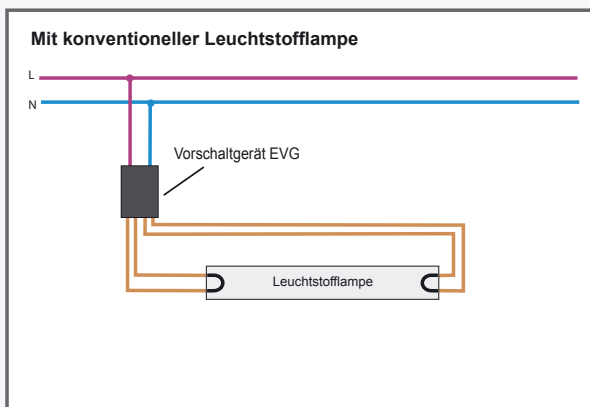 Mit konventioneller Leuchtstofflampe
L
N
Vorschaltgerät EVG
Leuchtstofflampe